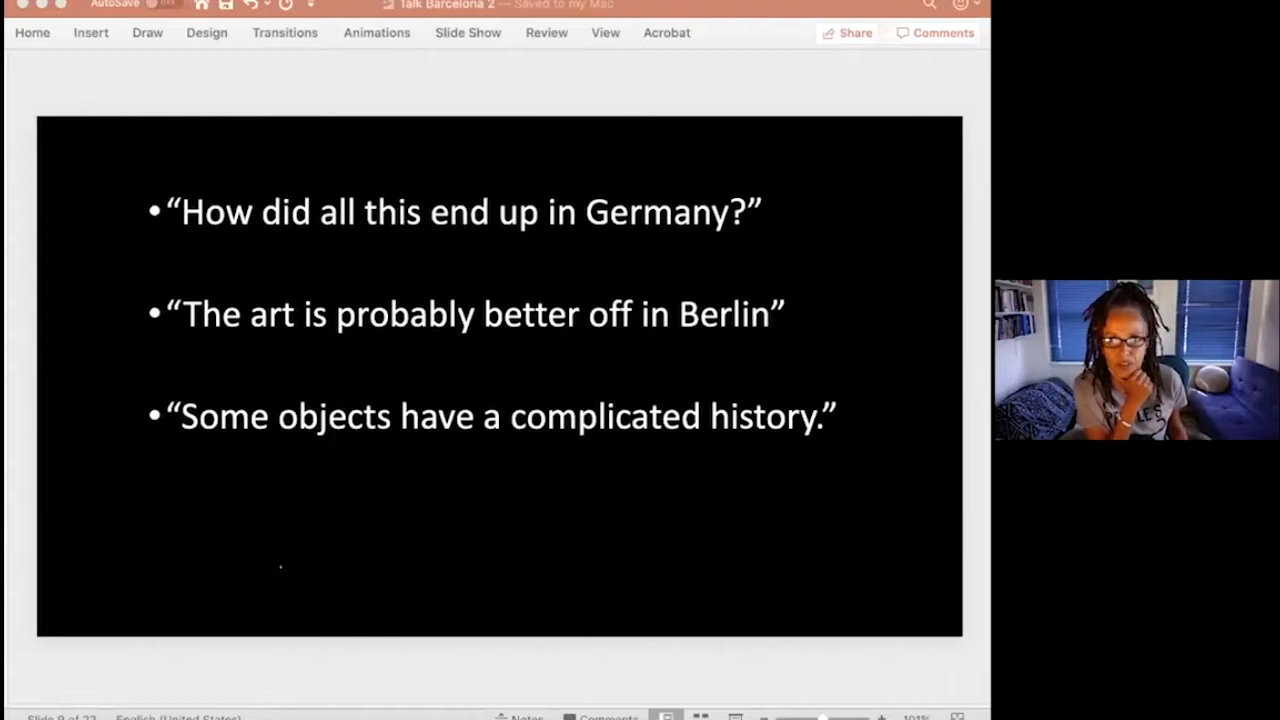 AutoSave
Talk Barcelona 2 — Saved to my Mac
Home Insert Draw Design Transitions Animations Slide Show Review View Acrobat Share Comments
•“How did all this end up in Germany?”
•“The art is probably better off in Berlin”
•“Some objects have a complicated history.”
Slide 9 of 22 English (United States) Notes Comments 101%